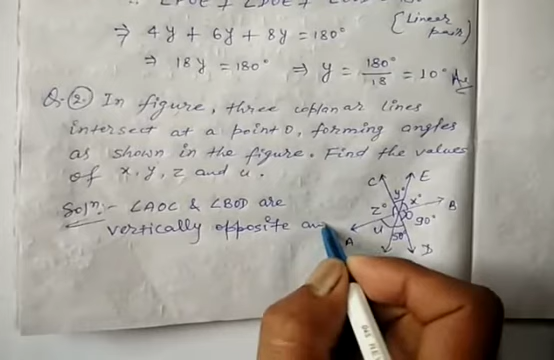 ⇒ 4y + 6y + 8y = 180° (Linear pair)
⇒ 18y = 180° ⇒ y = 180°/18 = 10° Ans
Q.② In figure, three coplanar lines
intersect at a point O, forming angles
as shown in the figure. Find the values
of x, y, z and u.
Soln:- ∠AOC & ∠BOD are
vertically opposite an
C E
y°
z° x° B
90°
u
50°
A
D